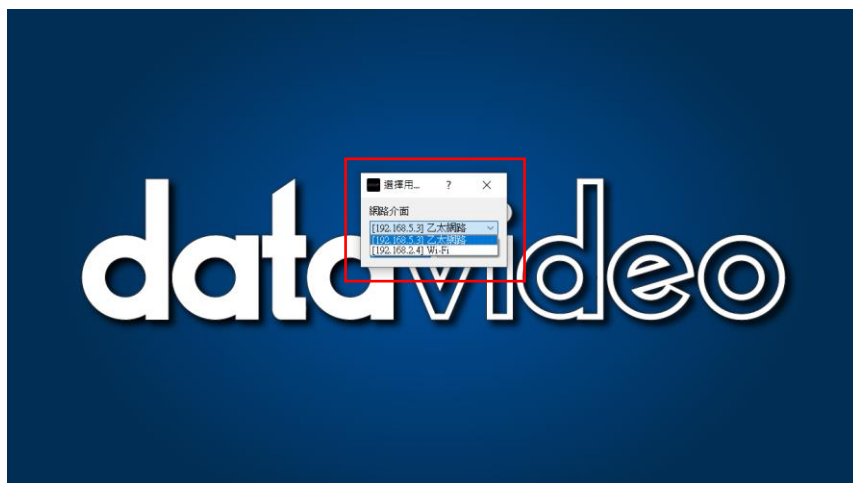 datavideo
選擇用... ? ×
網路介面
[192.168.5.3] 乙太網路
[192.168.5.3] 乙太網路
[192.168.2.4] Wi-Fi